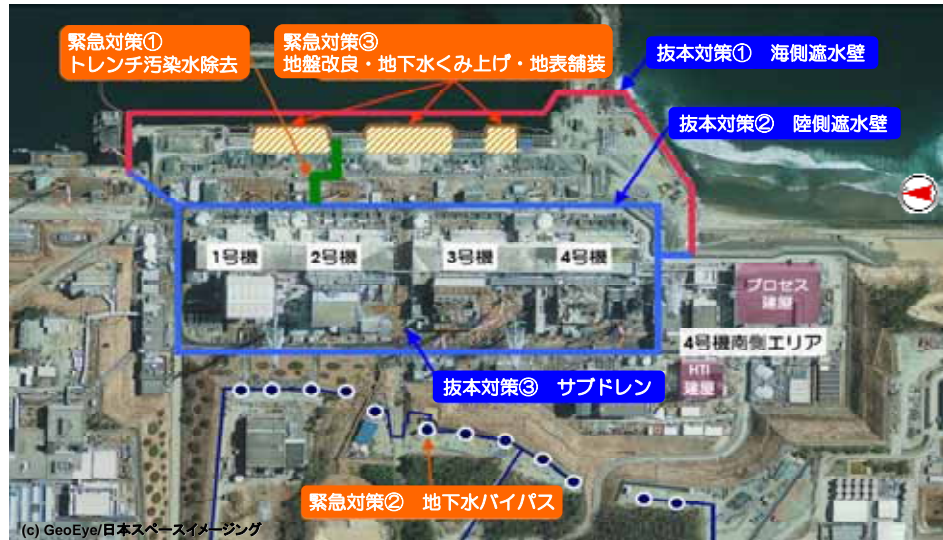 緊急対策①
トレンチ汚染水除去
緊急対策③
地盤改良・地下水くみ上げ・地表舗装
抜本対策① 海側遮水壁
抜本対策② 陸側遮水壁
1号機
2号機
3号機
4号機
プロセス
建屋
4号機南側エリア
HTI
建屋
抜本対策③ サブドレン
緊急対策② 地下水バイパス
(c) GeoEye/日本スペースイメージング